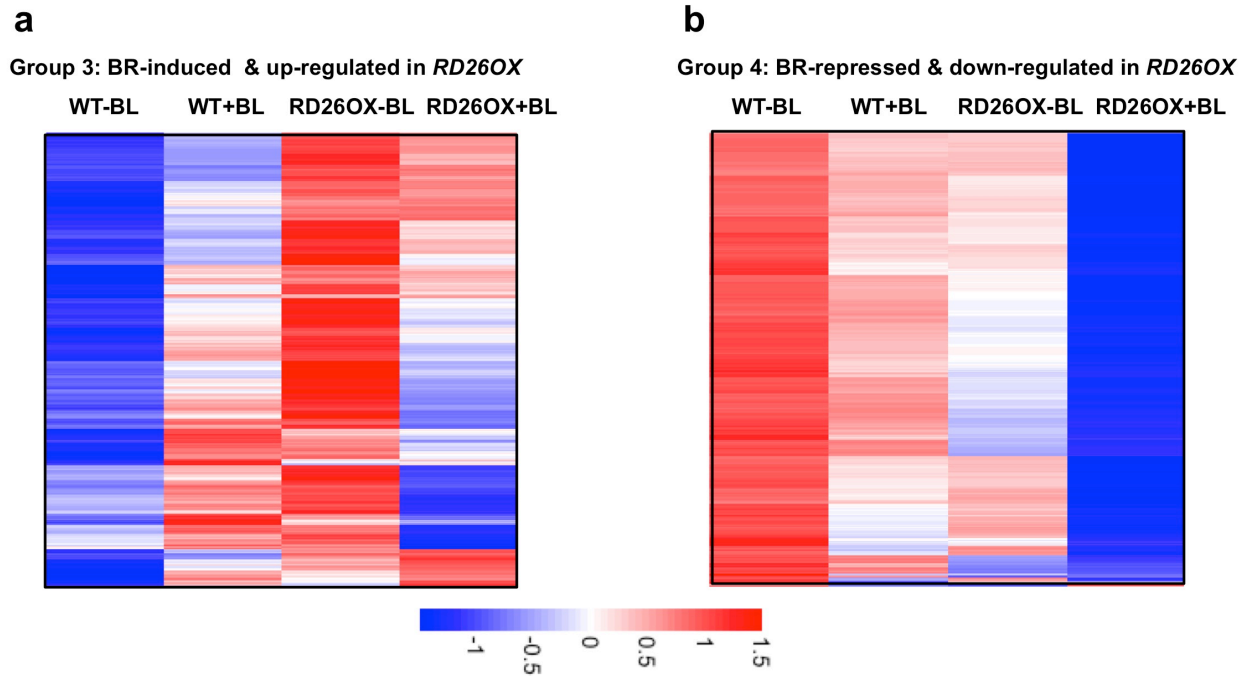 a
Group 3: BR-induced & up-regulated in RD26OX
WT-BL WT+BL RD26OX-BL RD26OX+BL
b
Group 4: BR-repressed & down-regulated in RD26OX
WT-BL WT+BL RD26OX-BL RD26OX+BL
-1
-0.5
0
0.5
1
1.5